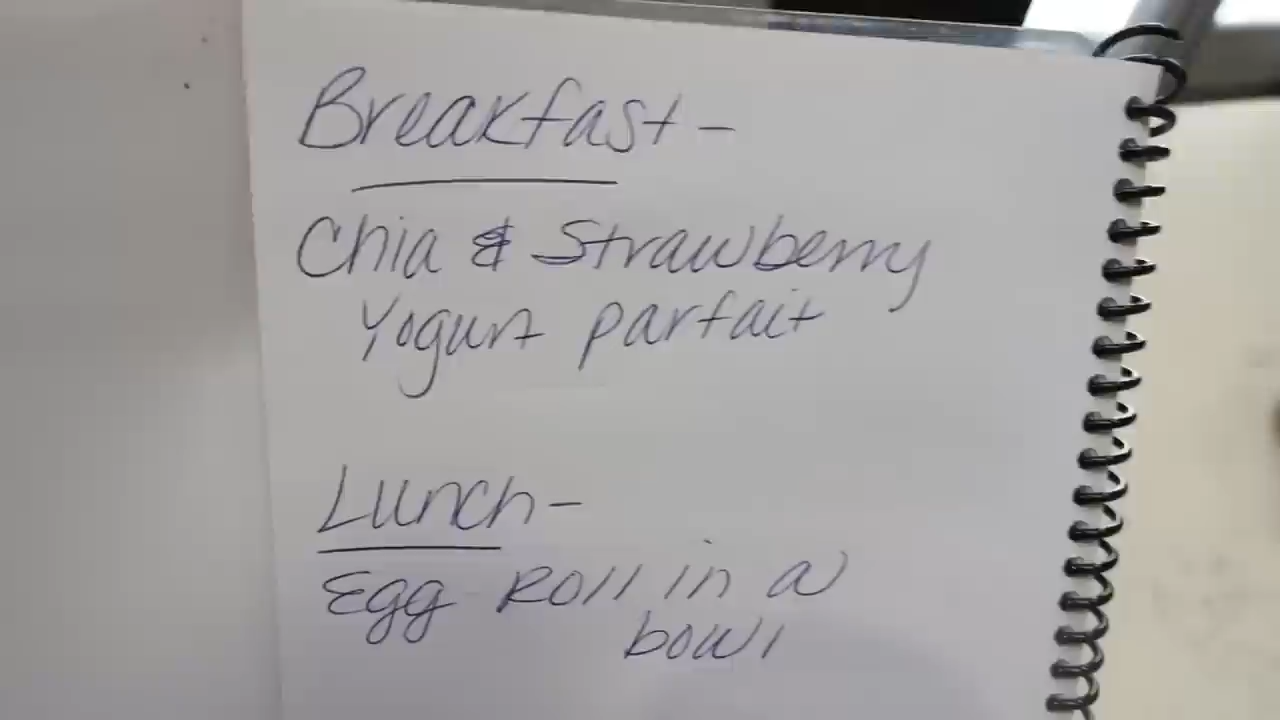 Breakfast -
Chia & Strawberry
Yogurt parfait
Lunch -
Egg Roll in a
bowl